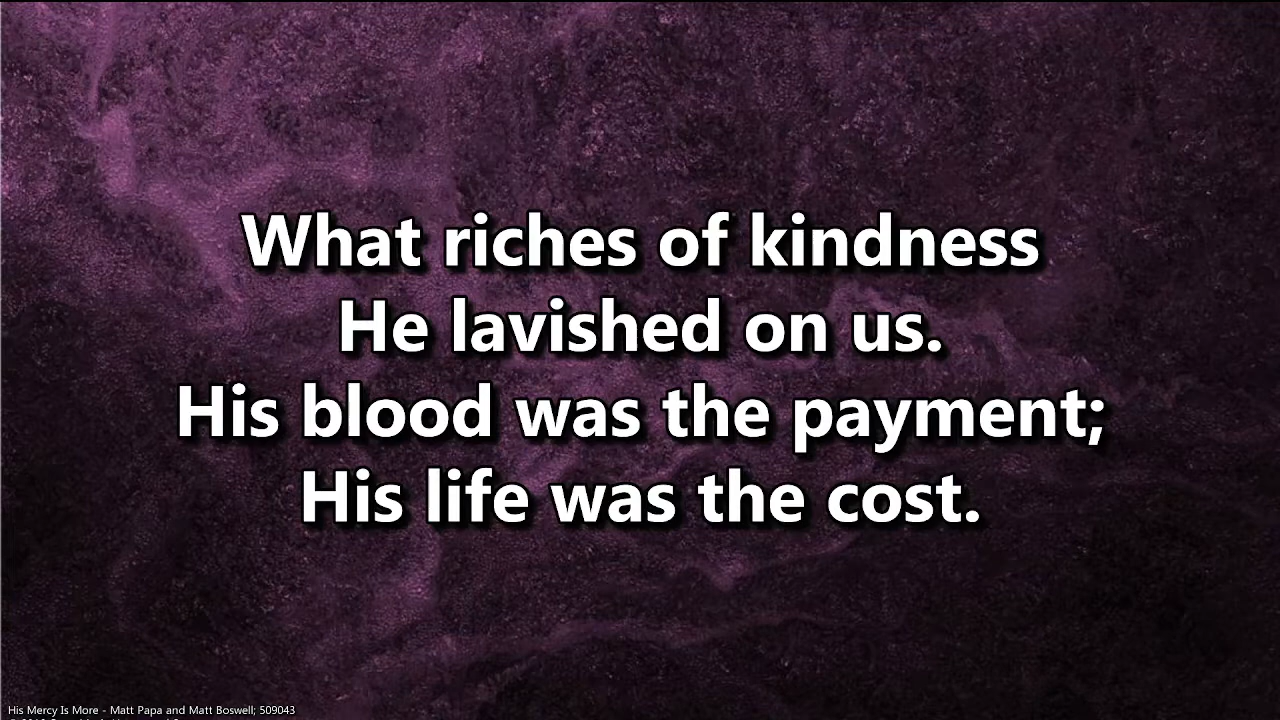 What riches of kindness
He lavished on us.
His blood was the payment;
His life was the cost.
His Mercy Is More - Matt Papa and Matt Boswell; 509043